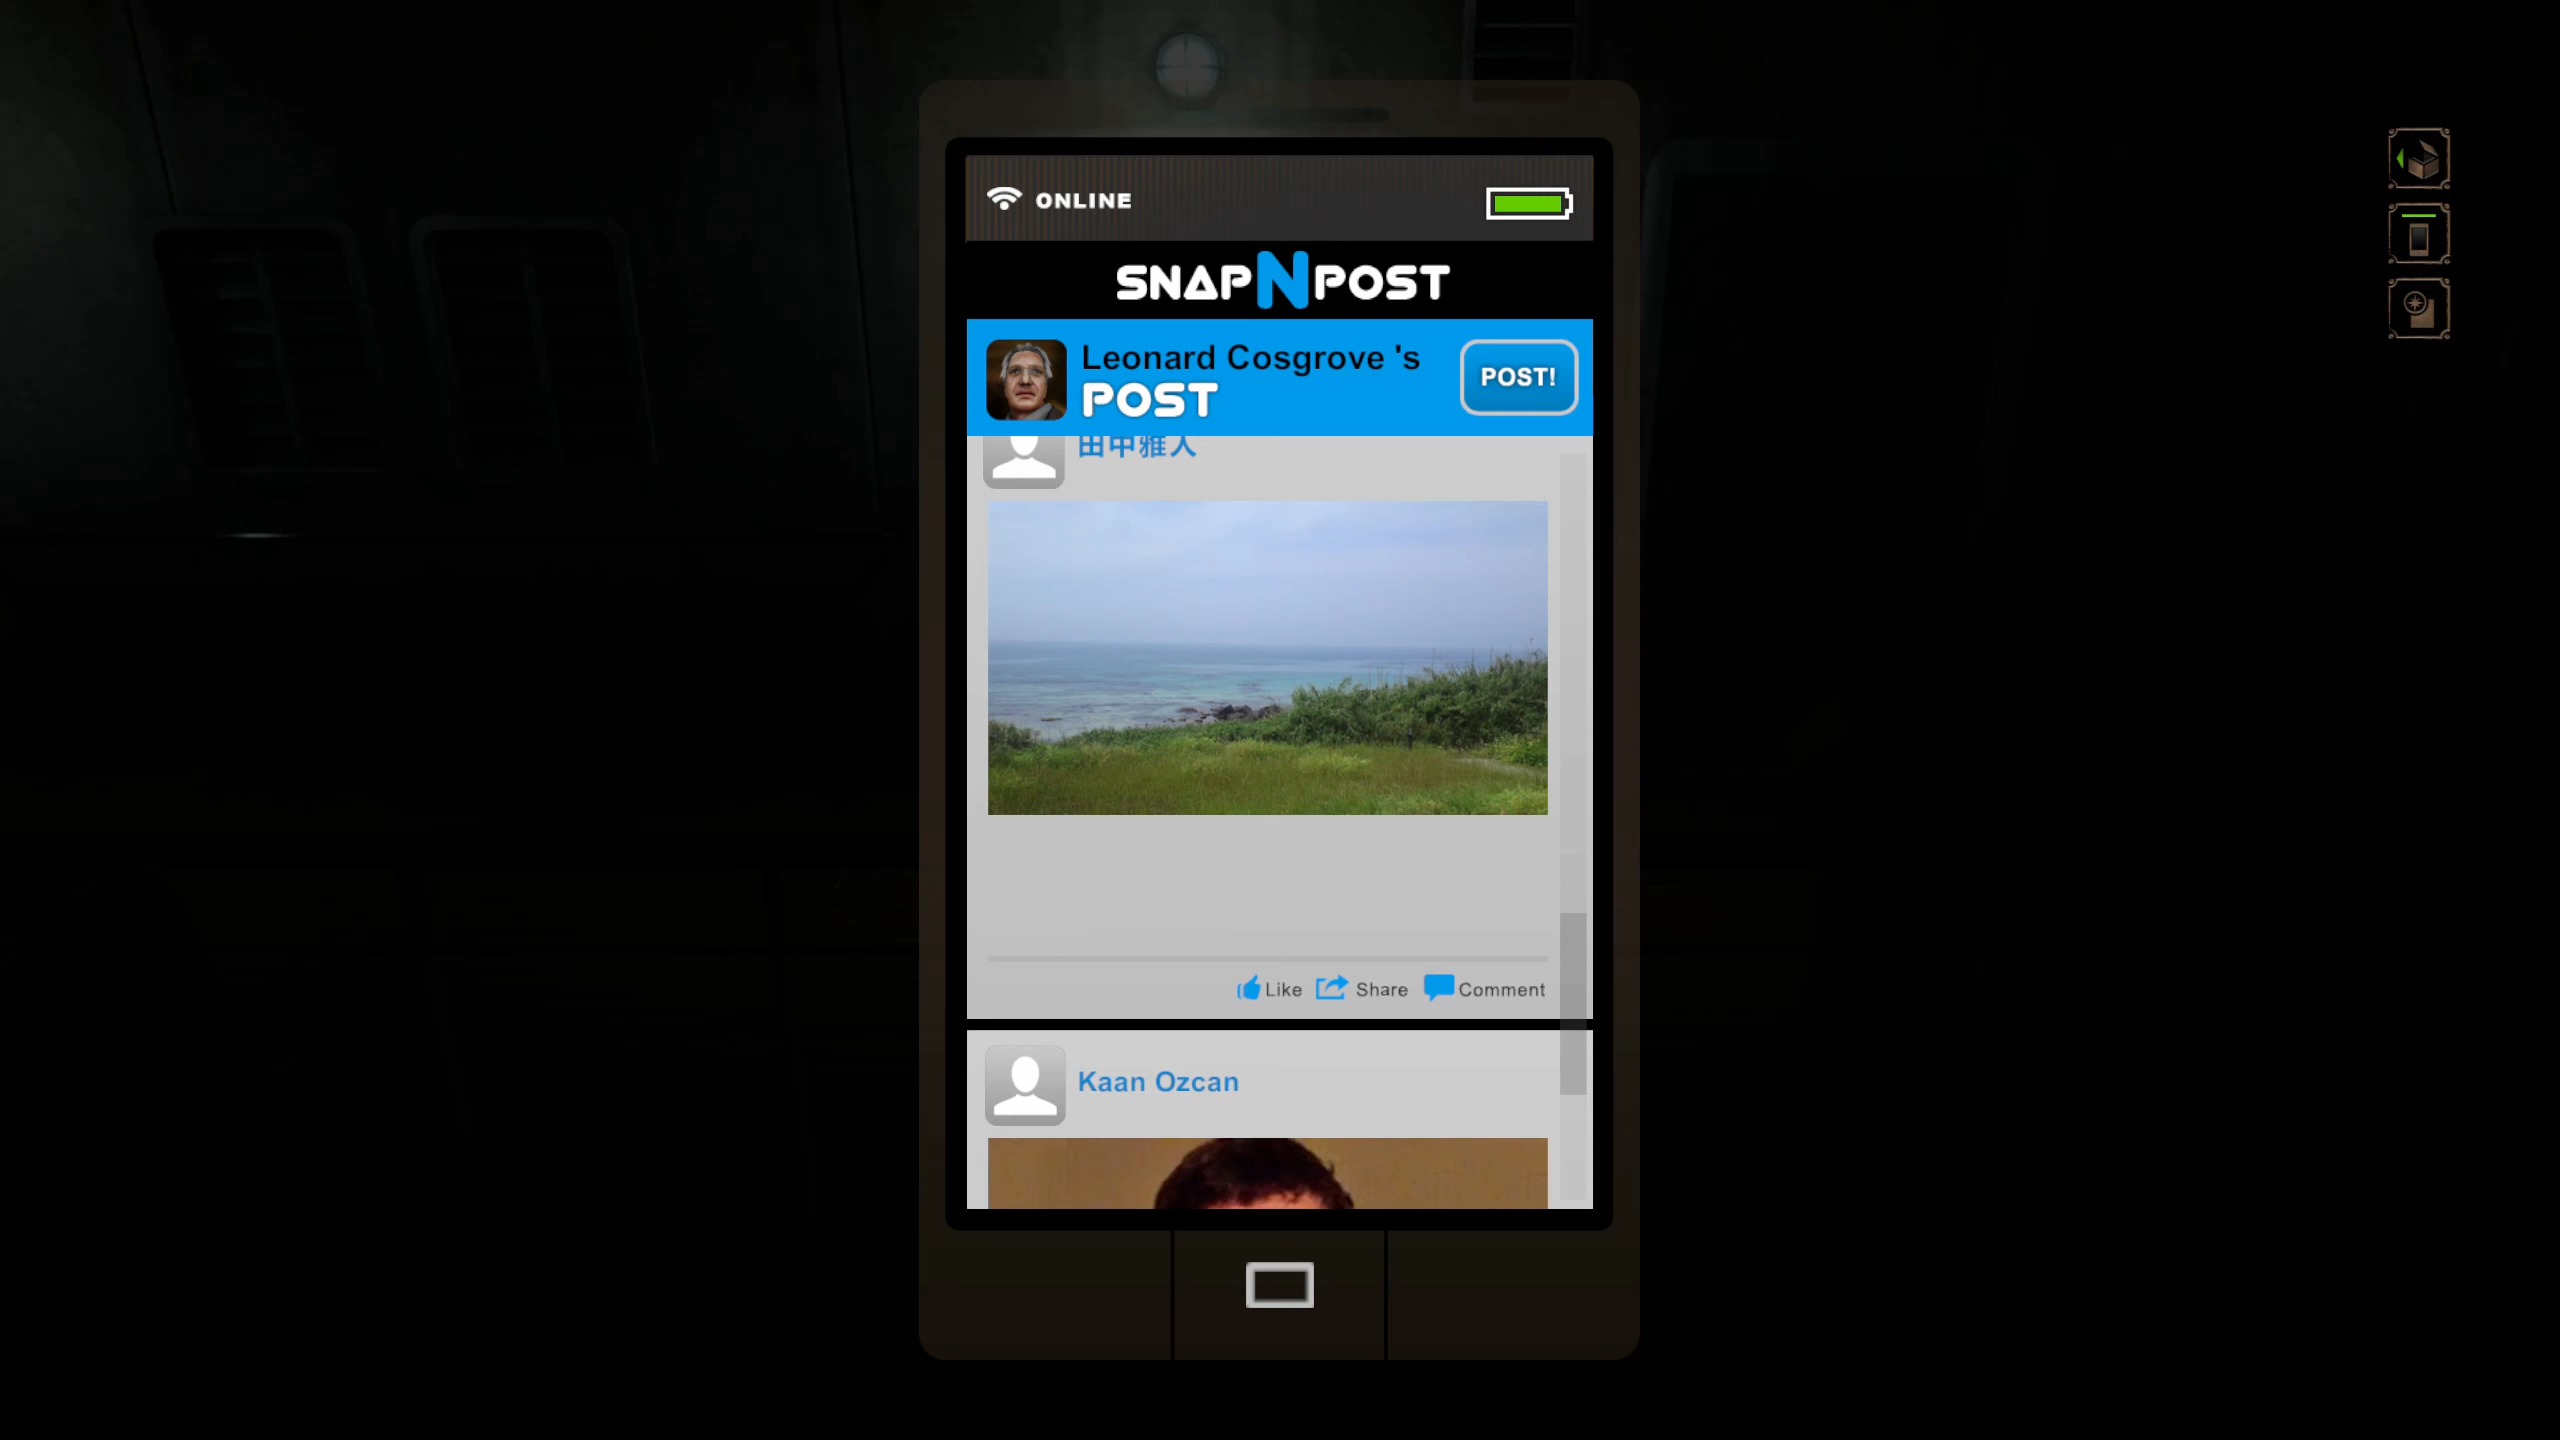 ONLINE
SNAPNPOST
Leonard Cosgrove 's
POST
POST!
田中雅人
Like Share Comment
Kaan Ozcan